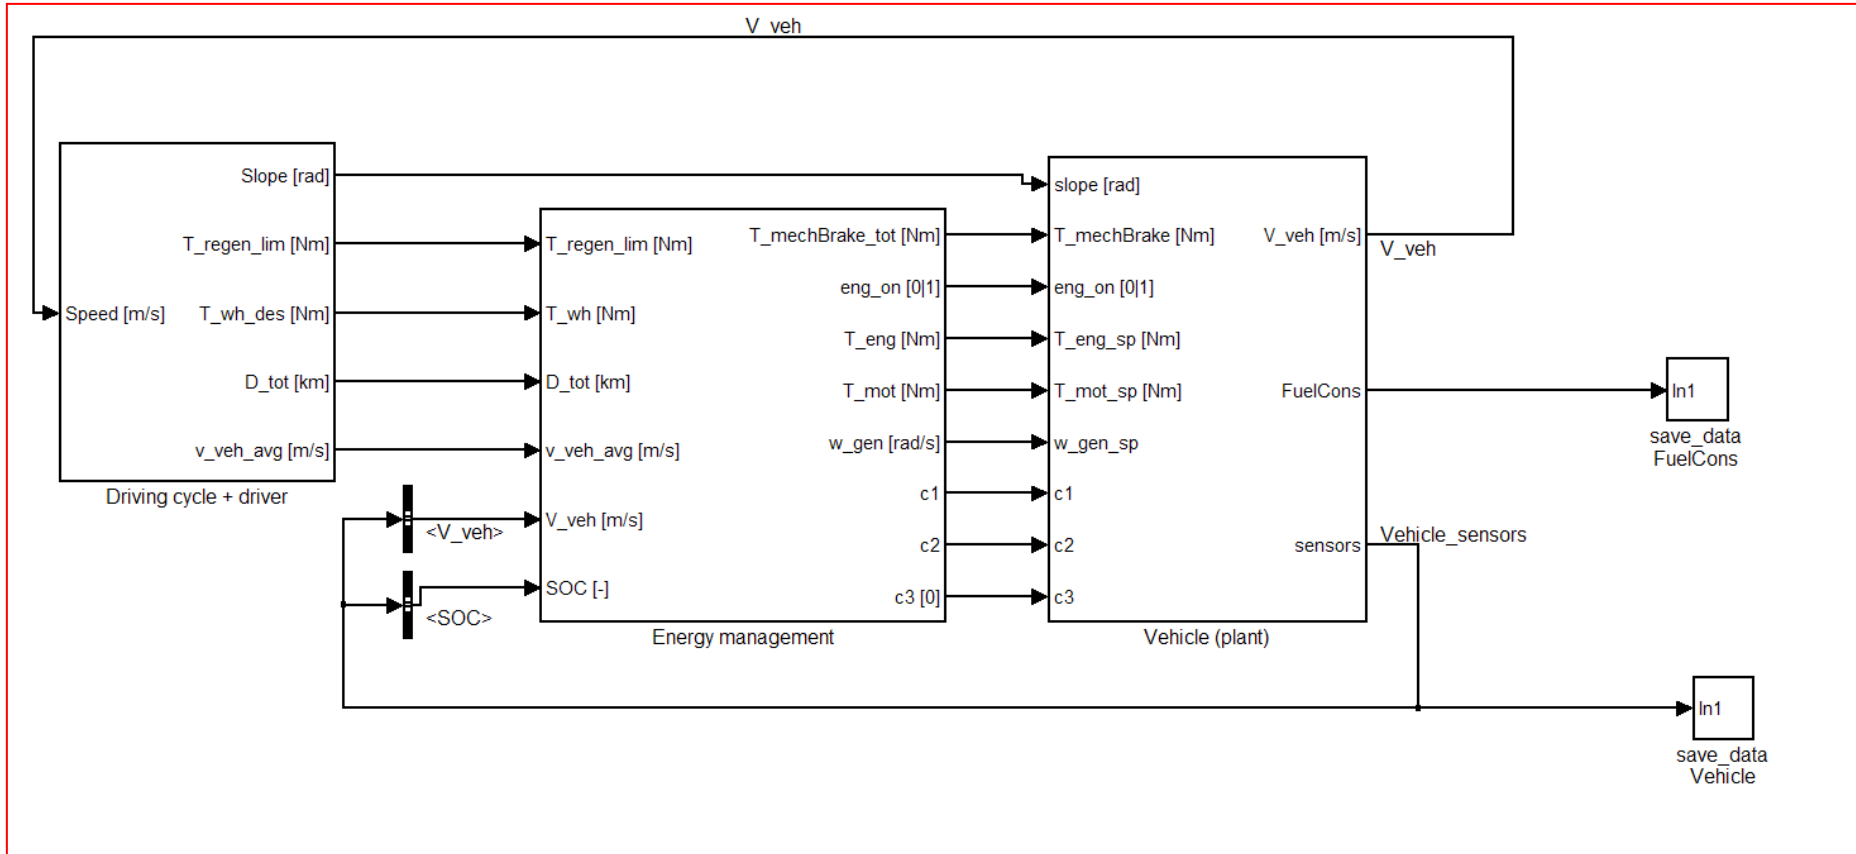 V_veh
Slope [rad]
T_regen_lim [Nm]
Speed [m/s]
T_wh_des [Nm]
D_tot [km]
v_veh_avg [m/s]
Driving cycle + driver
<V_veh>
<SOC>
T_regen_lim [Nm]
T_wh [Nm]
D_tot [km]
v_veh_avg [m/s]
V_veh [m/s]
SOC [-]
T_mechBrake_tot [Nm]
eng_on [0|1]
T_eng [Nm]
T_mot [Nm]
w_gen [rad/s]
c1
c2
c3 [0]
Energy management
slope [rad]
T_mechBrake [Nm]
eng_on [0|1]
T_eng_sp [Nm]
T_mot_sp [Nm]
w_gen_sp
c1
c2
c3
V_veh [m/s]
FuelCons
sensors
Vehicle (plant)
V_veh
Vehicle_sensors
In1
save_data
FuelCons
In1
save_data
Vehicle